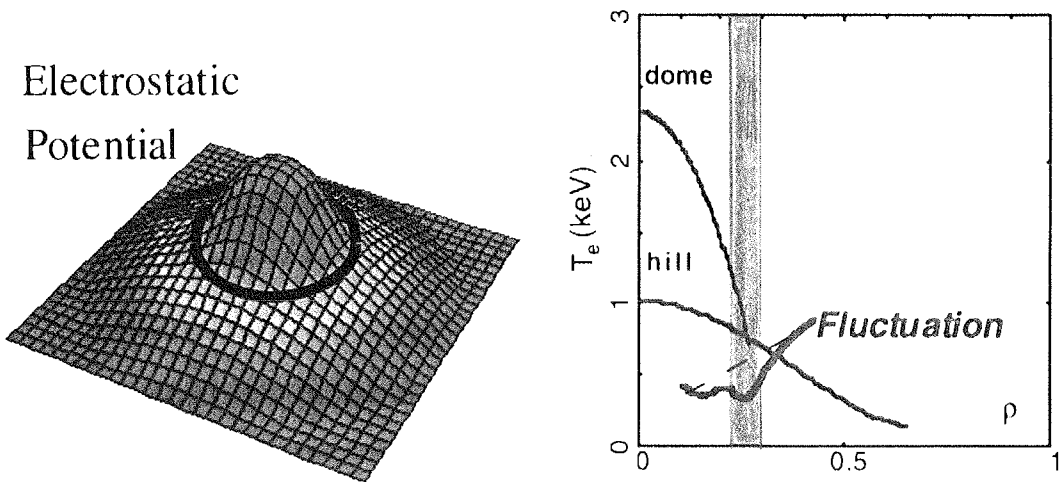 Electrostatic
Potential
3
2
1
0
T_e (keV)
dome
hill
Fluctuation
ρ
0
0.5
1